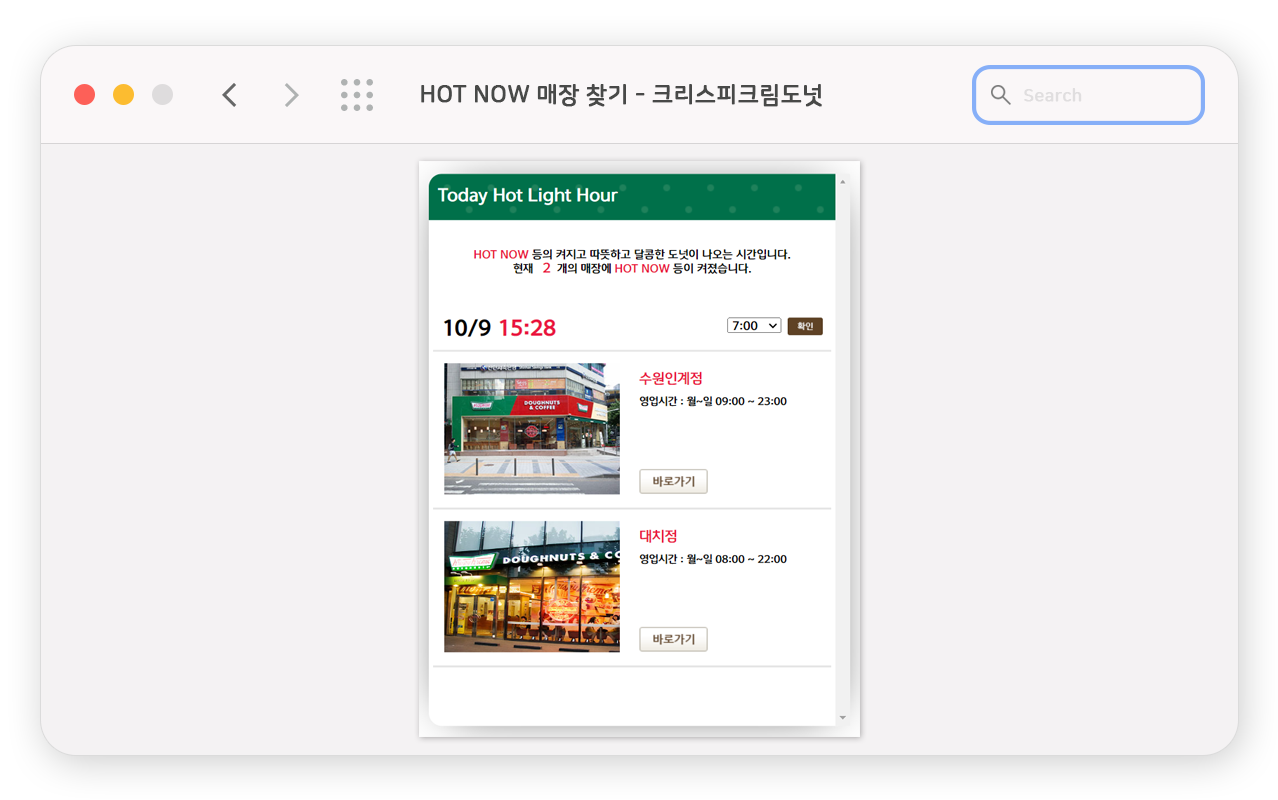 HOT NOW 매장 찾기 - 크리스피크림도넛
Search
Today Hot Light Hour
HOT NOW 등의 켜지고 따뜻하고 달콤한 도넛이 나오는 시간입니다.
현재 2 개의 매장에 HOT NOW 등이 켜졌습니다.
10/9 15:28
7:00
확인
DOUGHNUTS
& COFFEE
수원인계점
영업시간 : 월~일 09:00 ~ 23:00
바로가기
DOUGHNUTS & CO
대치점
영업시간 : 월~일 08:00 ~ 22:00
바로가기